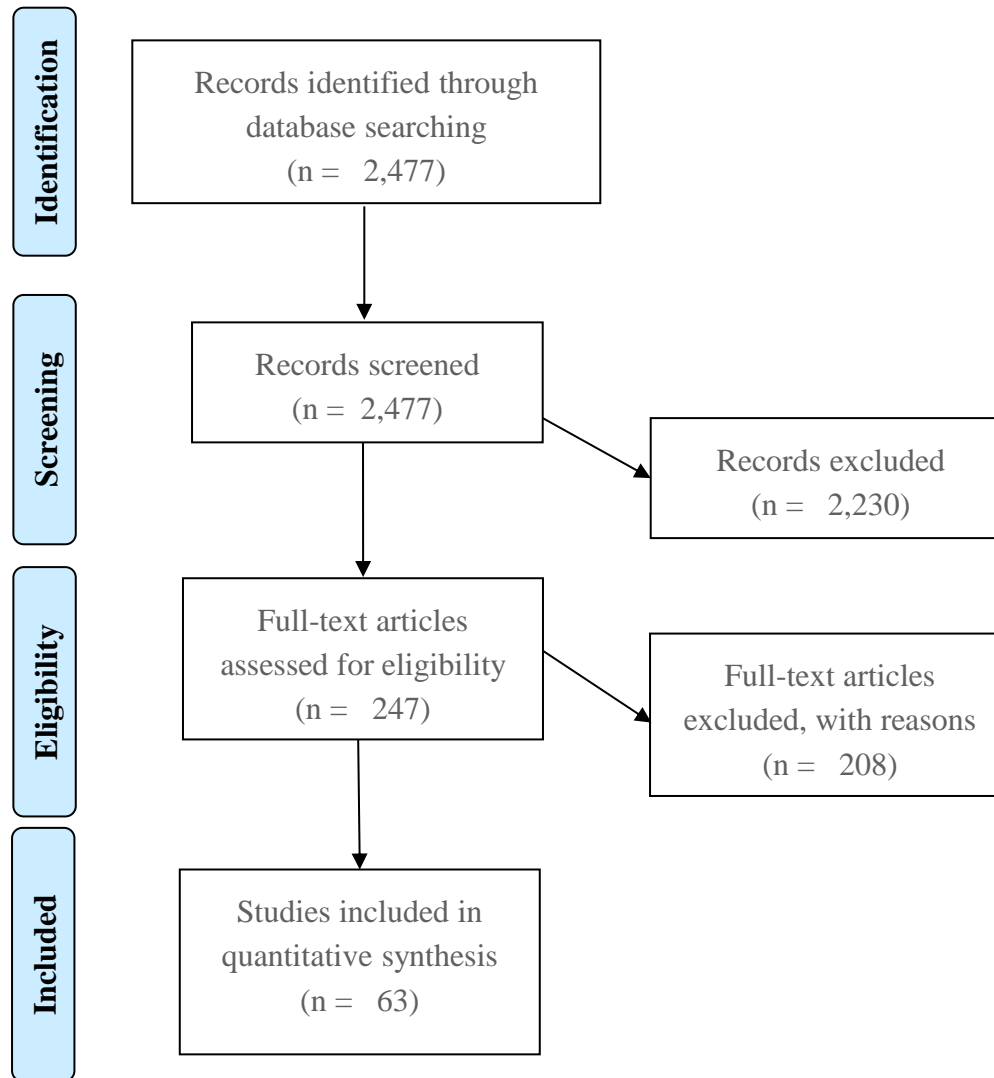 Identification
Records identified through
database searching
(n = 2,477)
Screening
Records screened
(n = 2,477)
Records excluded
(n = 2,230)
Eligibility
Full-text articles
assessed for eligibility
(n = 247)
Full-text articles
excluded, with reasons
(n = 208)
Included
Studies included in
quantitative synthesis
(n = 63)